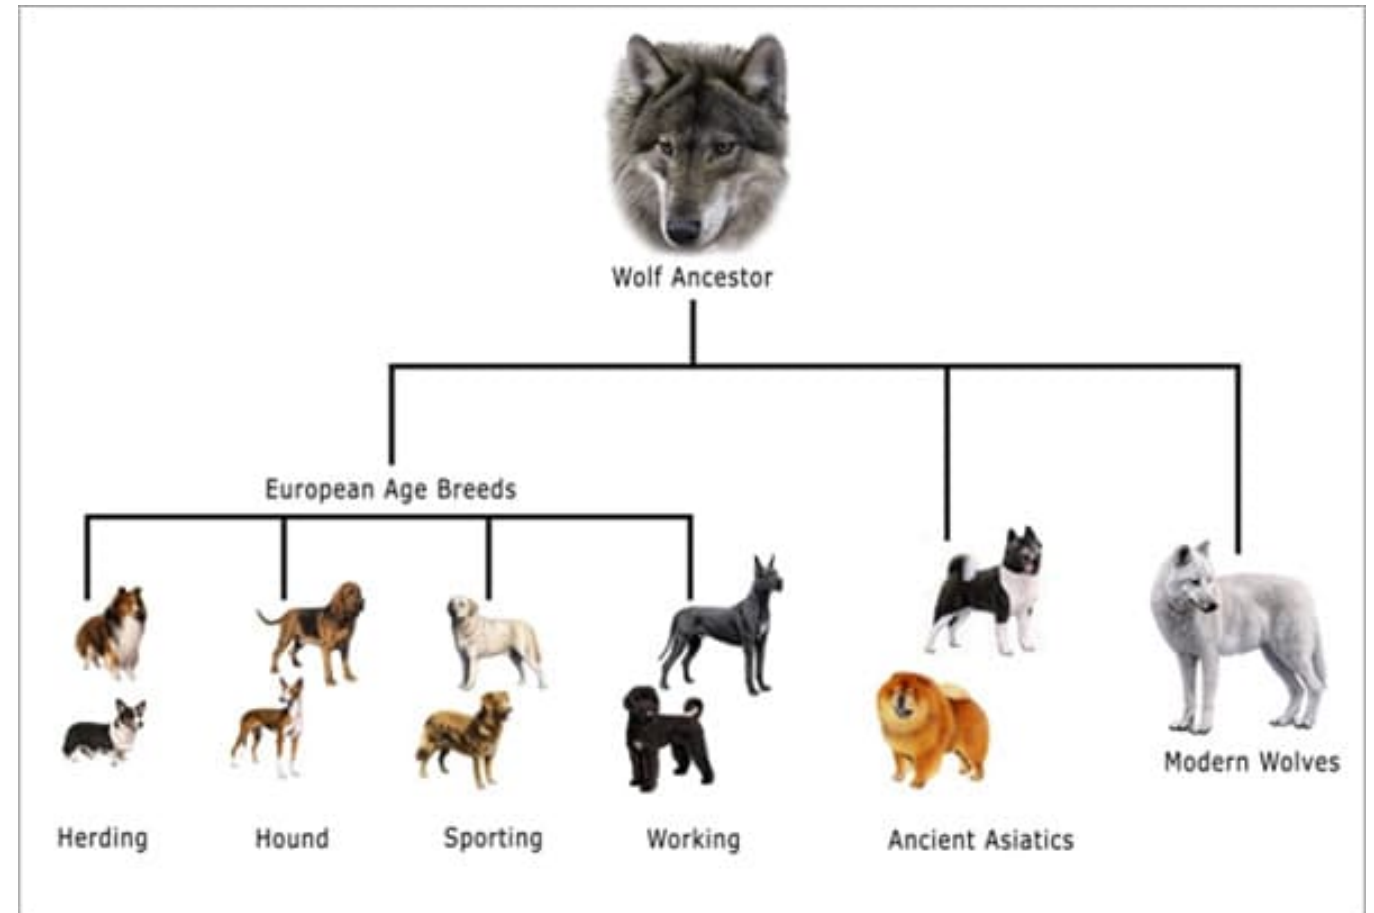 Wolf Ancestor
European Age Breeds
Modern Wolves
Herding
Hound
Sporting
Working
Ancient Asiatics